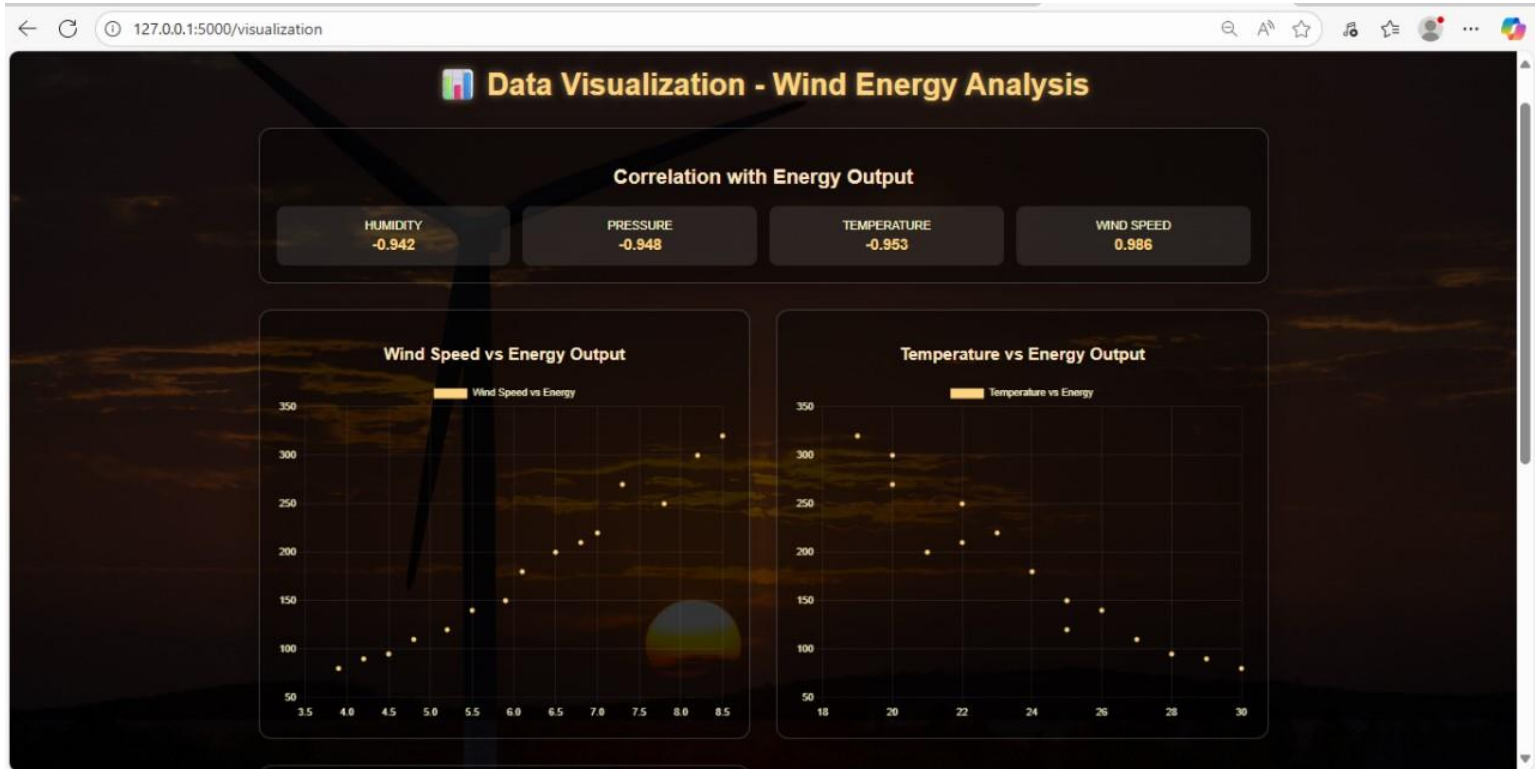 127.0.0.1:5000/visualization
📊 Data Visualization - Wind Energy Analysis
Correlation with Energy Output
HUMIDITY
-0.942
PRESSURE
-0.948
TEMPERATURE
-0.953
WIND SPEED
0.986
Wind Speed vs Energy Output
Wind Speed vs Energy
350
300
250
200
150
100
50
3.5 4.0 4.5 5.0 5.5 6.0 6.5 7.0 7.5 8.0 8.5
Temperature vs Energy Output
Temperature vs Energy
350
300
250
200
150
100
50
18 20 22 24 26 28 30